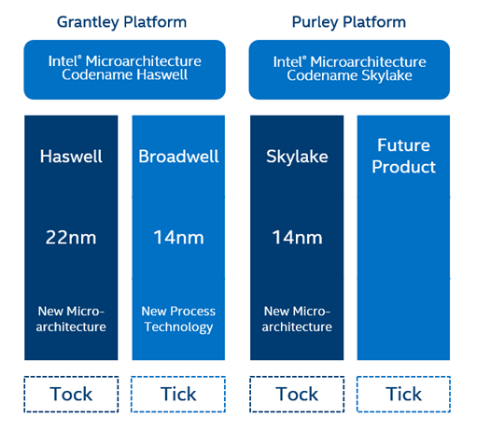 Grantley Platform
Purley Platform
Intel® Microarchitecture
Codename Haswell
Intel® Microarchitecture
Codename Skylake
Haswell
Broadwell
Skylake
Future
Product
22nm
14nm
14nm
New Micro-
architecture
New Process
Technology
New Micro-
architecture
Tock
Tick
Tock
Tick